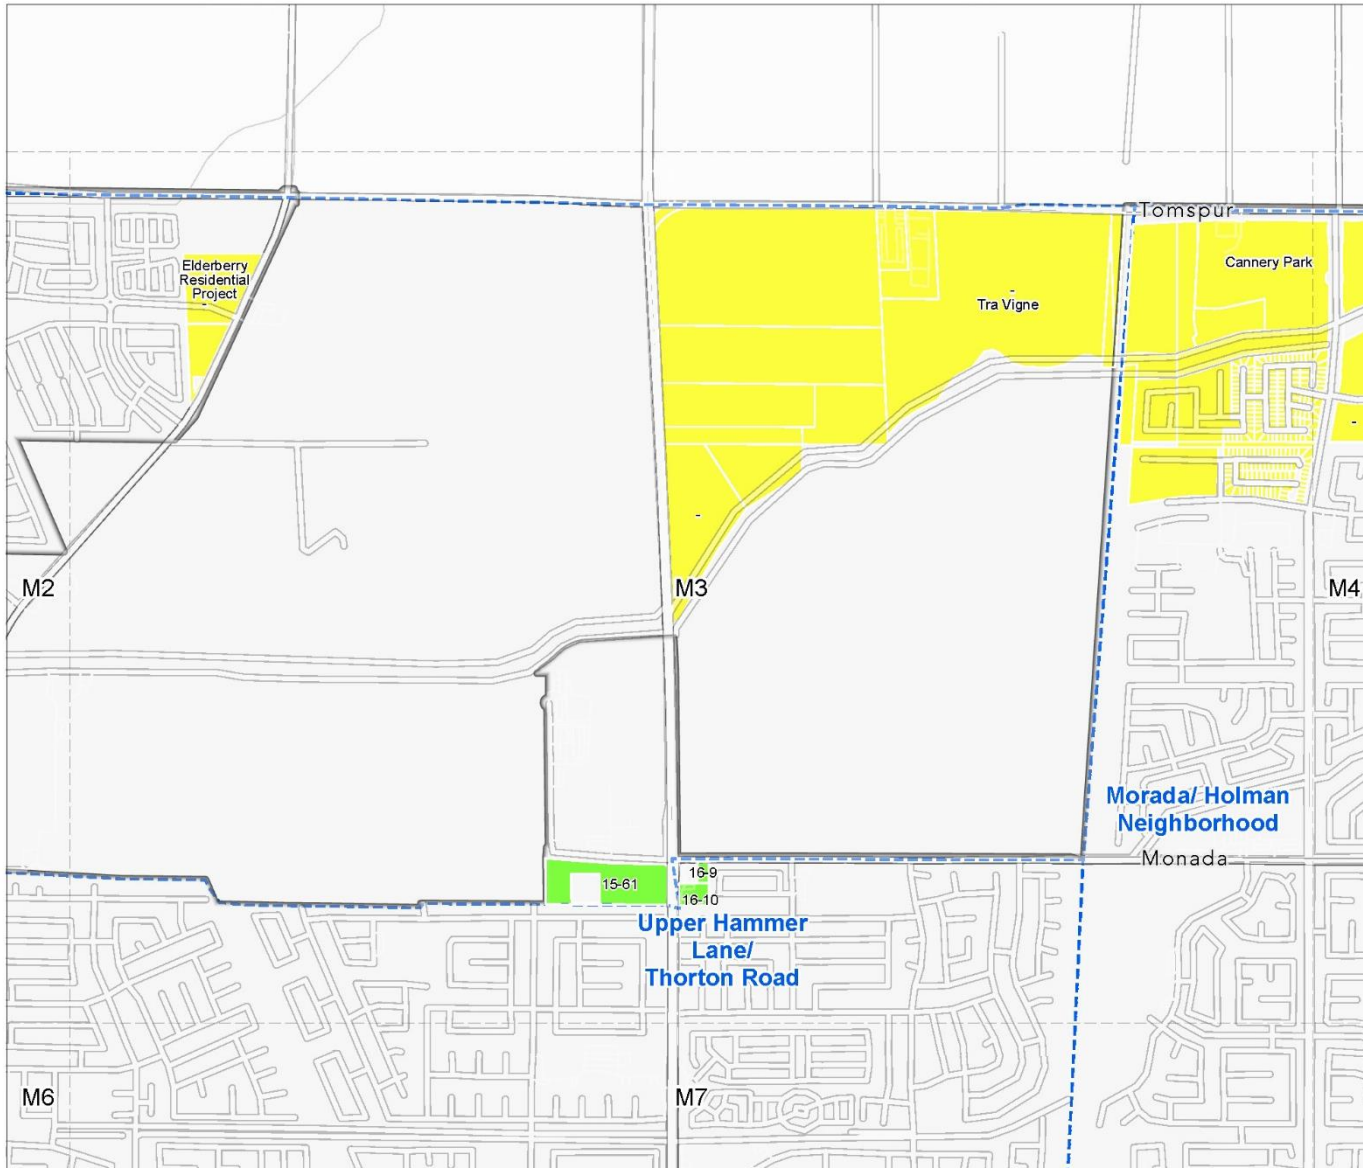 Tomspur
Elderberry
Residential
Project
-
Cannery Park
-
Tra Vigne
-
-
M2
M3
M4
Morada/ Holman
Neighborhood
Monada
16-9
15-61
16-10
Upper Hammer
Lane/
Thorton Road
M6
M7